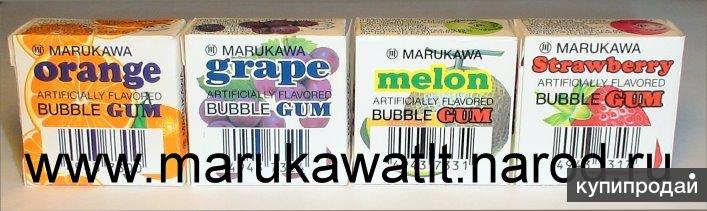 MARUKAWA
orange
ARTIFICIALLY FLAVORED
BUBBLE GUM
MARUKAWA
grape
ARTIFICIALLY FLAVORED
BUBBLE GUM
MARUKAWA
melon
ARTIFICIALLY FLAVORED
BUBBLE GUM
MARUKAWA
Strawberry
ARTIFICIALLY FLAVORED
BUBBLE GUM
www.marukawatlt.narod.ru
купипродай